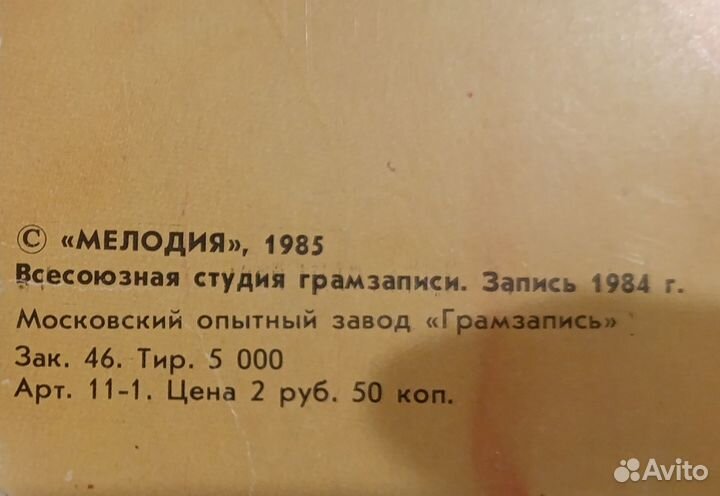 © «МЕЛОДИЯ», 1985
Всесоюзная студия грамзаписи. Запись 1984 г.
Московский опытный завод «Грамзапись»
Зак. 46. Тир. 5 000
Арт. 11-1. Цена 2 руб. 50 коп.
Avito